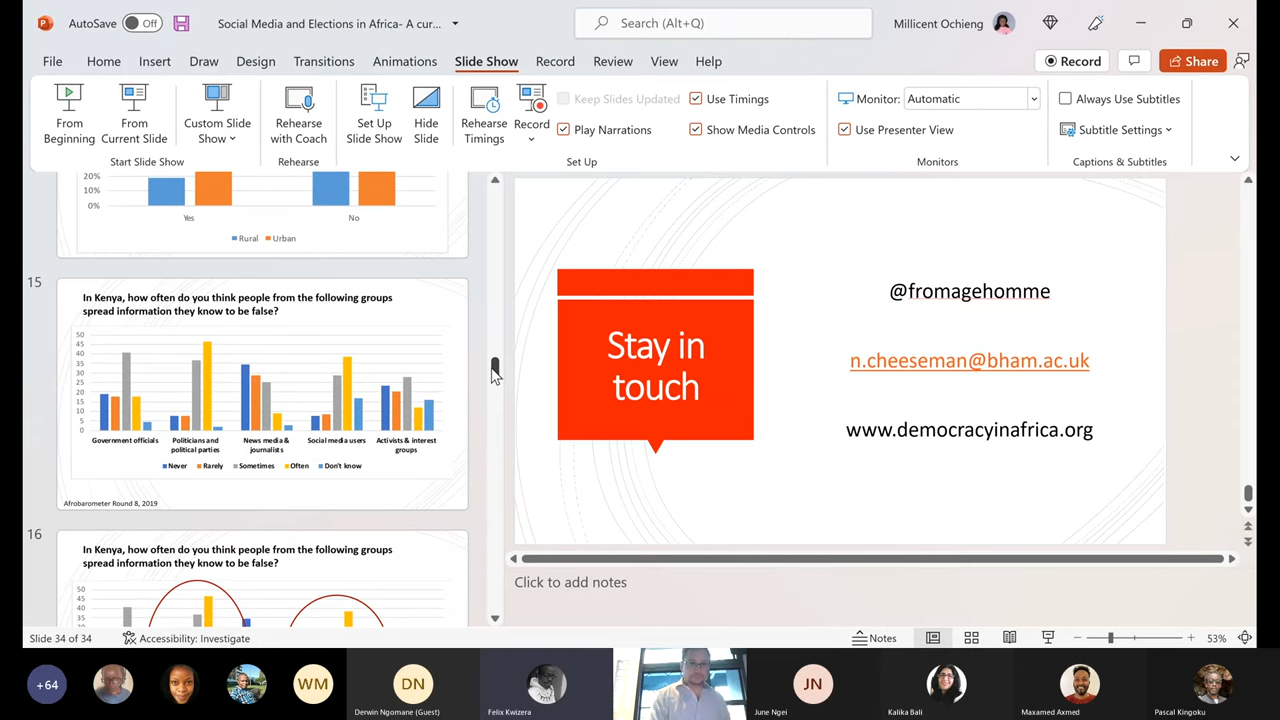 AutoSave Off
Social Media and Elections in Africa- A cur...
Search (Alt+Q)
Millicent Ochieng
File Home Insert Draw Design Transitions Animations Slide Show Record Review View Help
Record
Share
From Beginning
From Current Slide
Custom Slide Show
Start Slide Show
Rehearse with Coach
Rehearse
Set Up Slide Show
Hide Slide
Rehearse Timings
Record
Keep Slides Updated
Use Timings
Play Narrations
Show Media Controls
Set Up
Monitor: Automatic
Use Presenter View
Monitors
Always Use Subtitles
Subtitle Settings
Captions & Subtitles
20%
10%
0%
Yes No
Rural Urban
15
In Kenya, how often do you think people from the following groups
spread information they know to be false?
50
45
40
35
30
25
20
15
10
5
0
Government officials
Politicians and political parties
News media & journalists
Social media users
Activists & interest groups
Never Rarely Sometimes Often Don't know
Afrobarometer Round 8, 2019
16
In Kenya, how often do you think people from the following groups
spread information they know to be false?
50
45
40
35
30
Stay in
touch
@fromagehomme
n.cheeseman@bham.ac.uk
www.democracyinafrica.org
Click to add notes
Slide 34 of 34
Accessibility: Investigate
Notes
53%
+64
WM
DN
Derwin Ngomane (Guest)
Felix Kwizera
JN
June Ngei
Kalika Bali
Maxamed Axmed
Pascal Kingoku